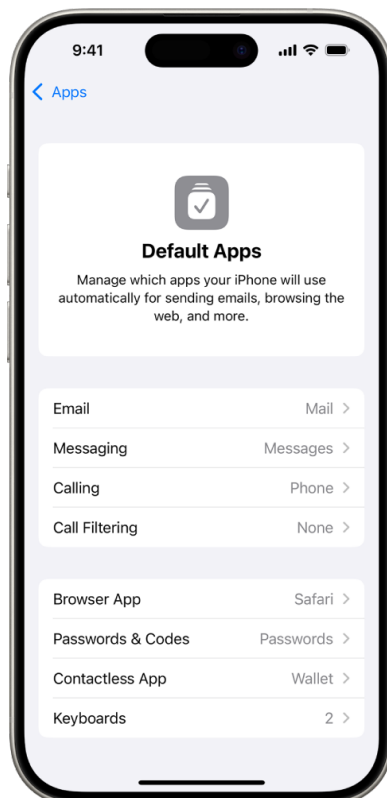 9:41
Apps
Default Apps
Manage which apps your iPhone will use
automatically for sending emails, browsing the
web, and more.
Email Mail
Messaging Messages
Calling Phone
Call Filtering None
Browser App Safari
Passwords & Codes Passwords
Contactless App Wallet
Keyboards 2